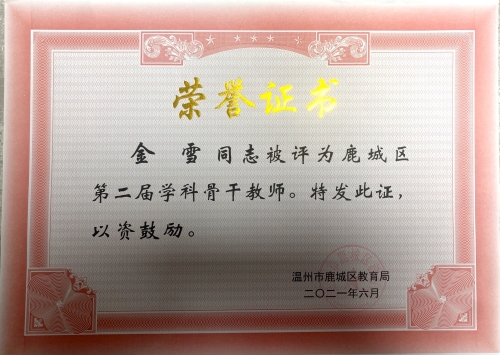 荣誉证书
金 雪同志被评为鹿城区
第二届学科骨干教师。特发此证,
以资鼓励。
温州市鹿城区教育局
二〇二一年六月